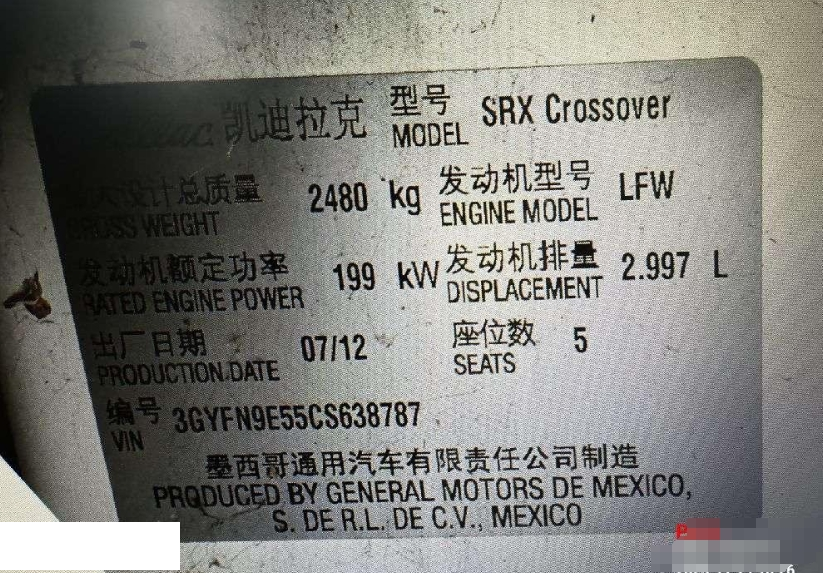 凯迪拉克 型号 MODEL SRX Crossover
设计总质量 GROSS WEIGHT 2480 kg 发动机型号 ENGINE MODEL LFW
发动机额定功率 RATED ENGINE POWER 199 kW 发动机排量 DISPLACEMENT 2.997 L
出厂日期 PRODUCTION DATE 07/12 座位数 SEATS 5
编号 VIN 3GYFN9E55CS638787
墨西哥通用汽车有限责任公司制造
PRODUCED BY GENERAL MOTORS DE MEXICO,
S. DE R.L. DE C.V., MEXICO